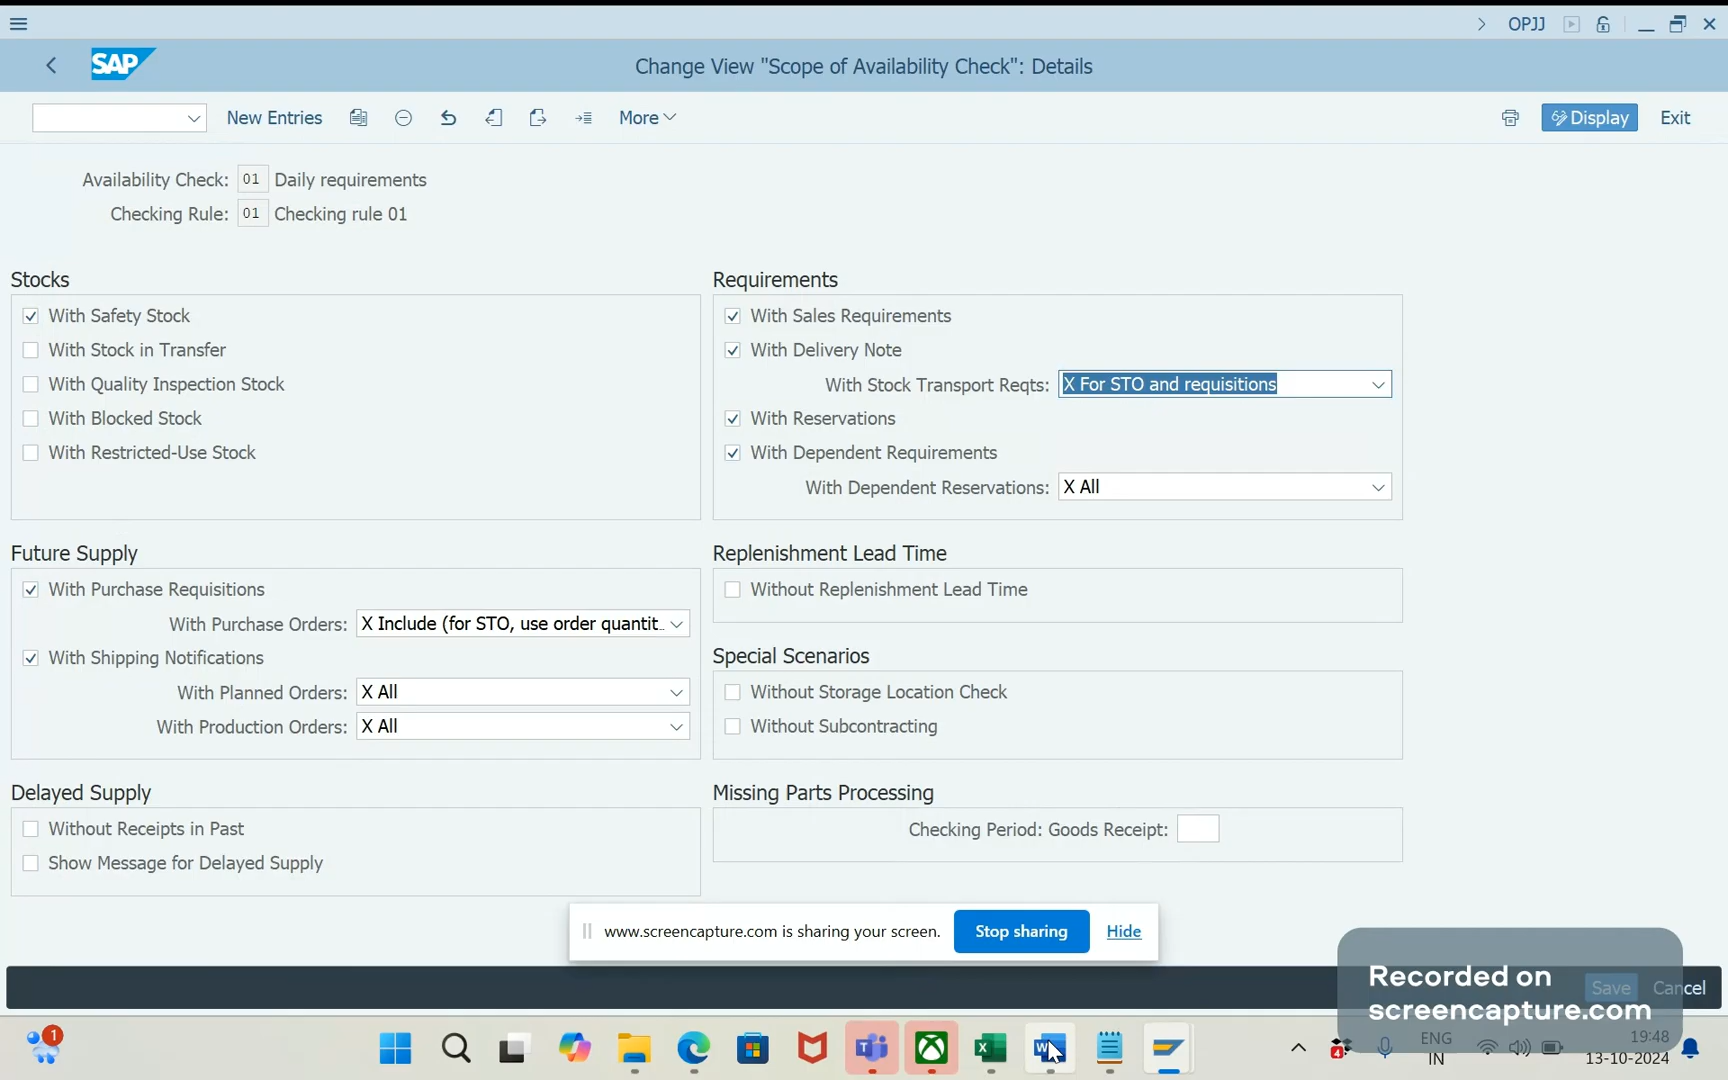 OPJJ
SAP
Change View "Scope of Availability Check": Details
New Entries
More
Display
Exit
Availability Check: 01 Daily requirements
Checking Rule: 01 Checking rule 01
Stocks
With Safety Stock
With Stock in Transfer
With Quality Inspection Stock
With Blocked Stock
With Restricted-Use Stock
Requirements
With Sales Requirements
With Delivery Note
With Stock Transport Reqts: X For STO and requisitions
With Reservations
With Dependent Requirements
With Dependent Reservations: X All
Future Supply
With Purchase Requisitions
With Purchase Orders: X Include (for STO, use order quantit..
With Shipping Notifications
With Planned Orders: X All
With Production Orders: X All
Replenishment Lead Time
Without Replenishment Lead Time
Special Scenarios
Without Storage Location Check
Without Subcontracting
Delayed Supply
Without Receipts in Past
Show Message for Delayed Supply
Missing Parts Processing
Checking Period: Goods Receipt:
www.screencapture.com is sharing your screen.
Stop sharing
Hide
Save
Cancel
Recorded on
screencapture.com
1
4
ENG
IN
19:48
13-10-2024